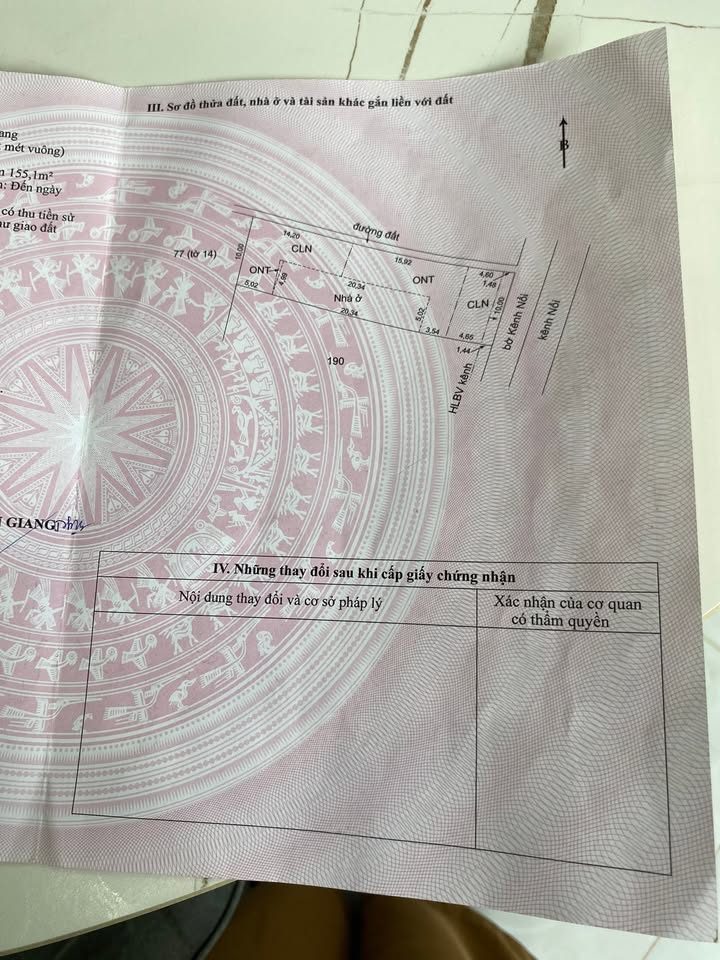 III. Sơ đồ thửa đất, nhà ở và tài sản khác gắn liền với đất
ang
mét vuông)
155,1m²
: Đến ngày
có thu tiền sử
giao đất
B
77 (tờ 14)
10,00
14,20
CLN
đường đất
15,92
ONT
ONT
5,02
4,99
20,34
Nhà ở
20,34
5,02
3,54
CLN
4,60
1,48
10,00
4,65
1,44
HLBV kênh
bờ Kênh Nổi
kênh Nổi
190
GIANG
IV. Những thay đổi sau khi cấp giấy chứng nhận
Nội dung thay đổi và cơ sở pháp lý
Xác nhận của cơ quan
có thẩm quyền